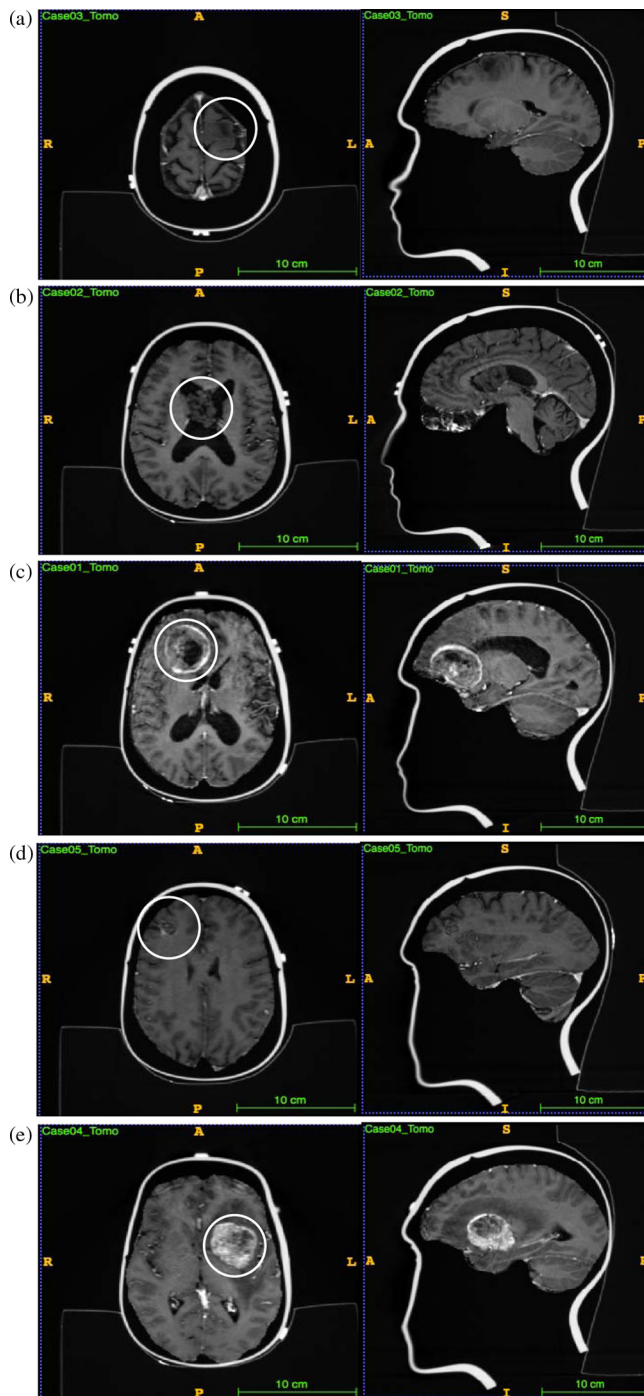 (a)
Case03_Tomo
A
R
L
P
10 cm
Case03_Tomo
S
A
P
I
10 cm
(b)
Case02_Tomo
A
R
L
P
10 cm
Case02_Tomo
S
A
P
I
10 cm
(c)
Case01_Tomo
A
R
L
P
10 cm
Case01_Tomo
S
A
P
I
10 cm
(d)
Case05_Tomo
A
R
L
P
10 cm
Case05_Tomo
S
A
P
I
10 cm
(e)
Case04_Tomo
A
R
L
P
10 cm
Case04_Tomo
S
A
P
I
10 cm